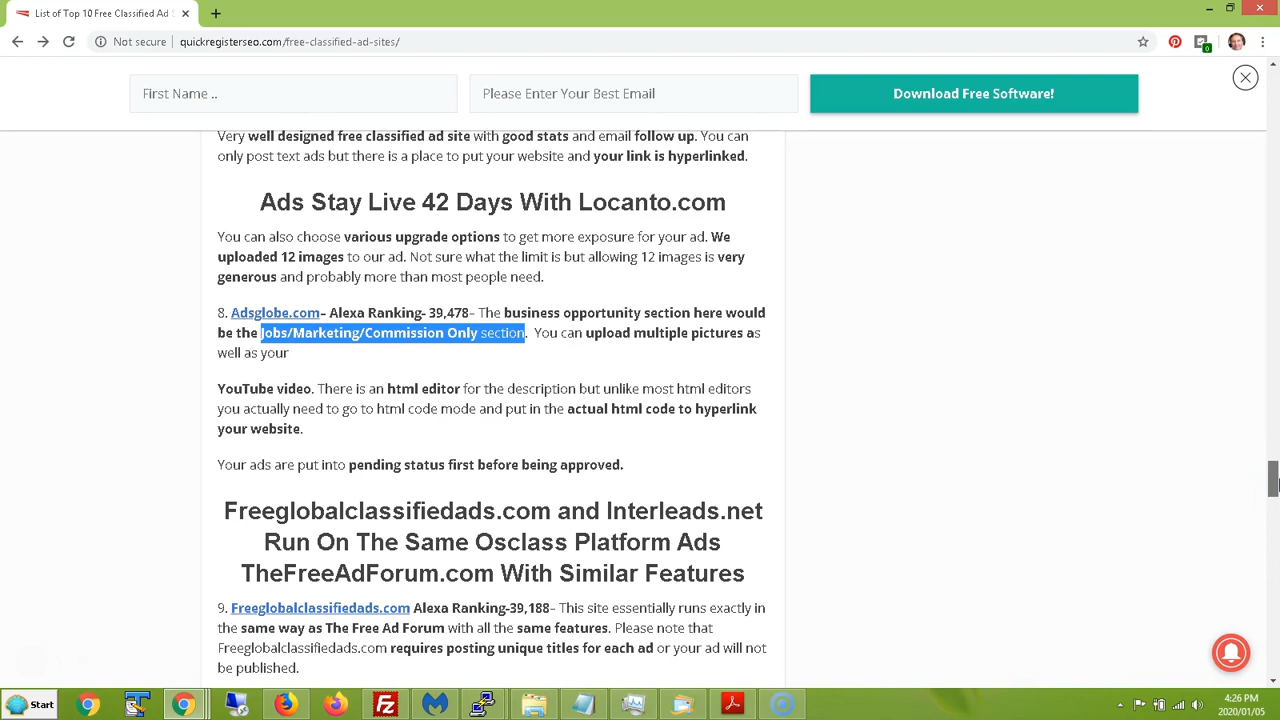 List of Top 10 Free Classified Ad S
Not secure | quickregisterseo.com/free-classified-ad-sites/
0
First Name ..
Please Enter Your Best Email
Download Free Software!
Very well designed free classified ad site with good stats and email follow up. You can
only post text ads but there is a place to put your website and your link is hyperlinked.
Ads Stay Live 42 Days With Locanto.com
You can also choose various upgrade options to get more exposure for your ad. We
uploaded 12 images to our ad. Not sure what the limit is but allowing 12 images is very
generous and probably more than most people need.
8. Adsglobe.com– Alexa Ranking- 39,478– The business opportunity section here would
be the Jobs/Marketing/Commission Only section.  You can upload multiple pictures as
well as your
YouTube video. There is an html editor for the description but unlike most html editors
you actually need to go to html code mode and put in the actual html code to hyperlink
your website.
Your ads are put into pending status first before being approved.
Freeglobalclassifiedads.com and Interleads.net
Run On The Same Osclass Platform Ads
TheFreeAdForum.com With Similar Features
9. Freeglobalclassifiedads.com Alexa Ranking-39,188– This site essentially runs exactly in
the same way as The Free Ad Forum with all the same features. Please note that
Freeglobalclassifiedads.com requires posting unique titles for each ad or your ad will not
be published.
Start
4:26 PM
2020/01/05